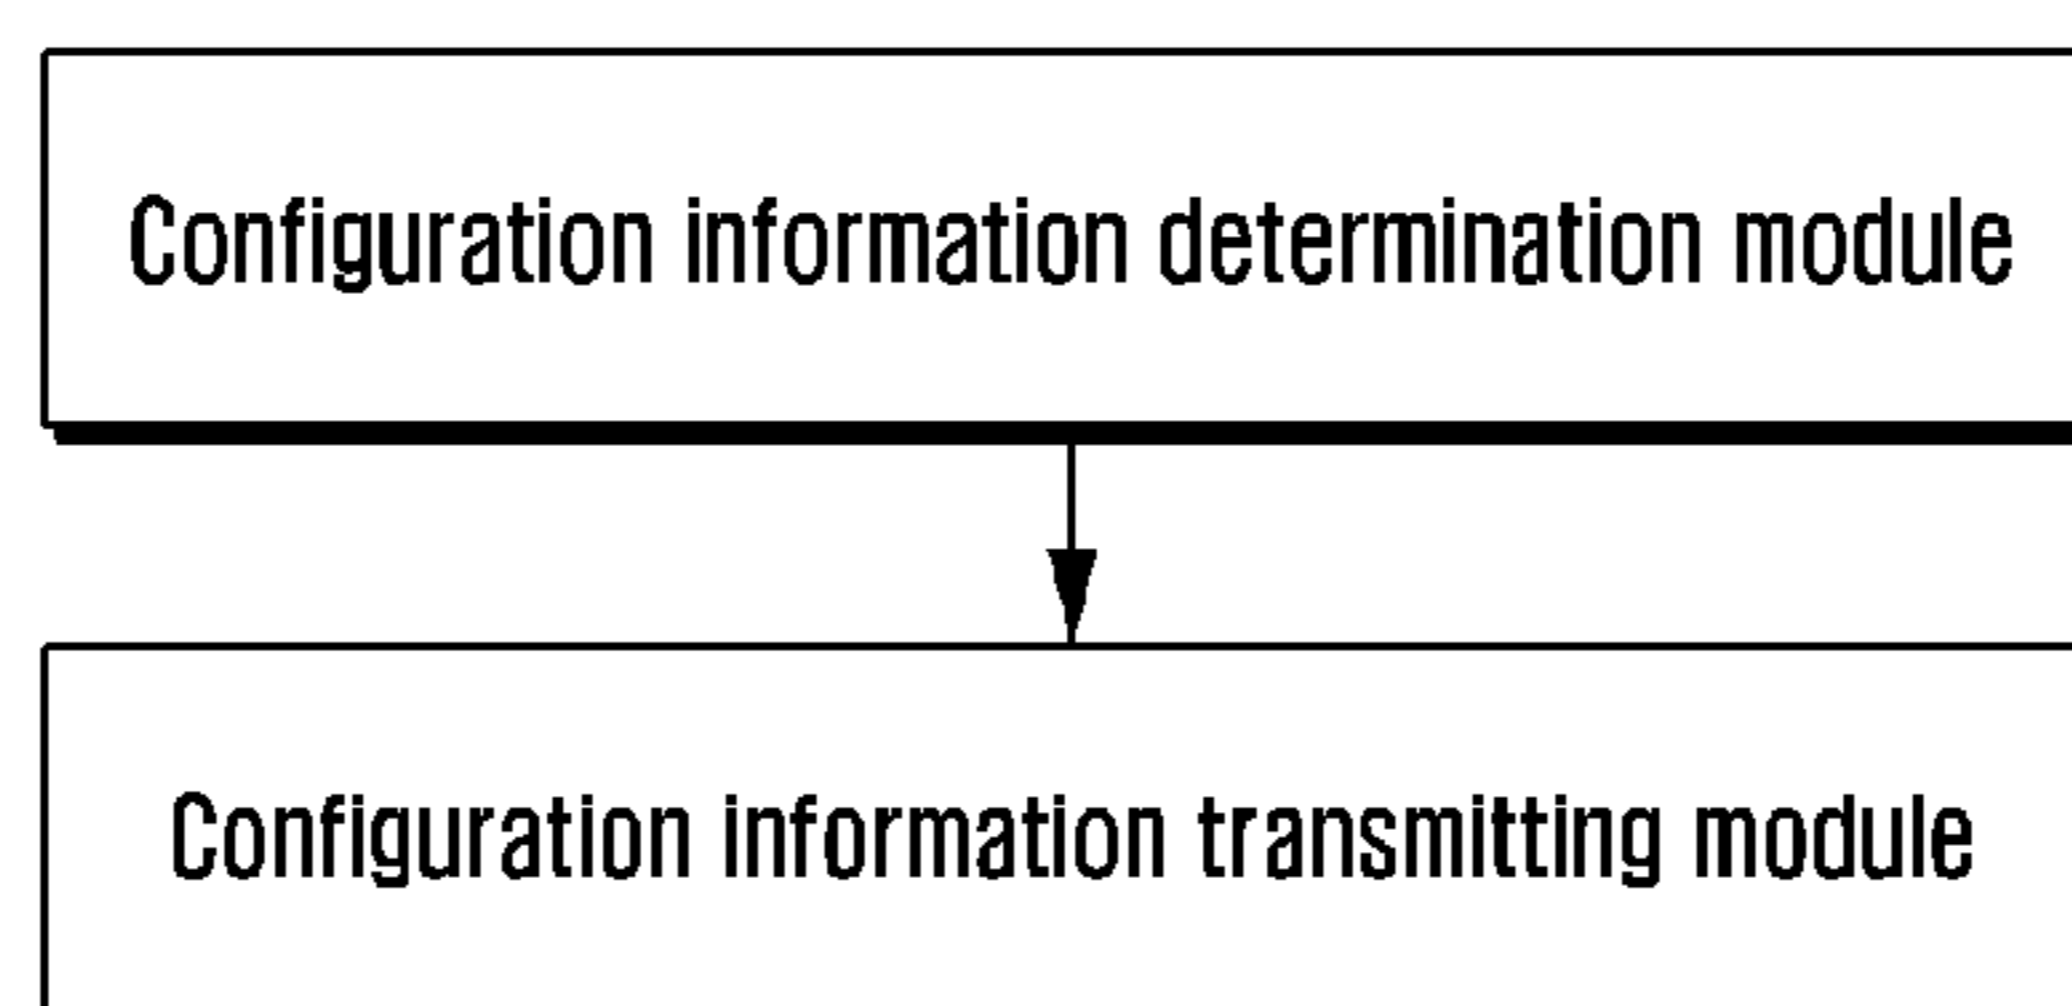 Configuration information determination module
Configuration information transmitting module